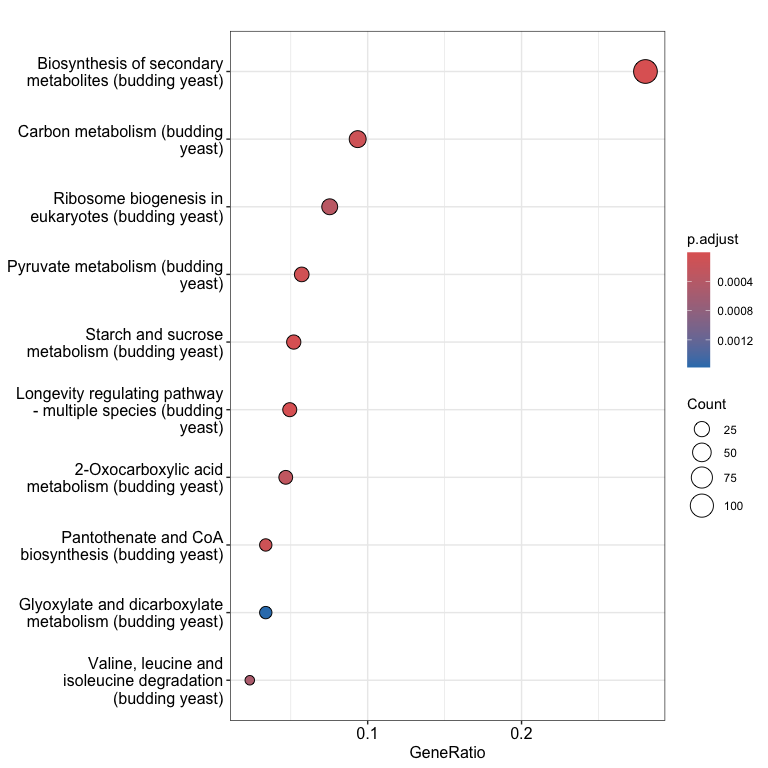 Biosynthesis of secondary
metabolites (budding yeast)
Carbon metabolism (budding
yeast)
Ribosome biogenesis in
eukaryotes (budding yeast)
Pyruvate metabolism (budding
yeast)
Starch and sucrose
metabolism (budding yeast)
Longevity regulating pathway
- multiple species (budding
yeast)
2-Oxocarboxylic acid
metabolism (budding yeast)
Pantothenate and CoA
biosynthesis (budding yeast)
Glyoxylate and dicarboxylate
metabolism (budding yeast)
Valine, leucine and
isoleucine degradation
(budding yeast)
0.1
0.2
GeneRatio
p.adjust
0.0004
0.0008
0.0012
Count
25
50
75
100